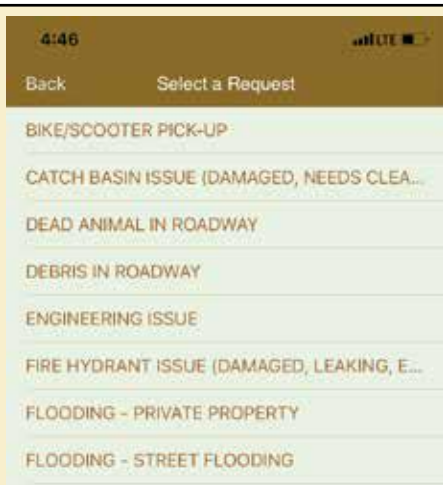 4:46 LTE
Back Select a Request
BIKE/SCOOTER PICK-UP
CATCH BASIN ISSUE (DAMAGED, NEEDS CLEA...
DEAD ANIMAL IN ROADWAY
DEBRIS IN ROADWAY
ENGINEERING ISSUE
FIRE HYDRANT ISSUE (DAMAGED, LEAKING, E...
FLOODING - PRIVATE PROPERTY
FLOODING - STREET FLOODING